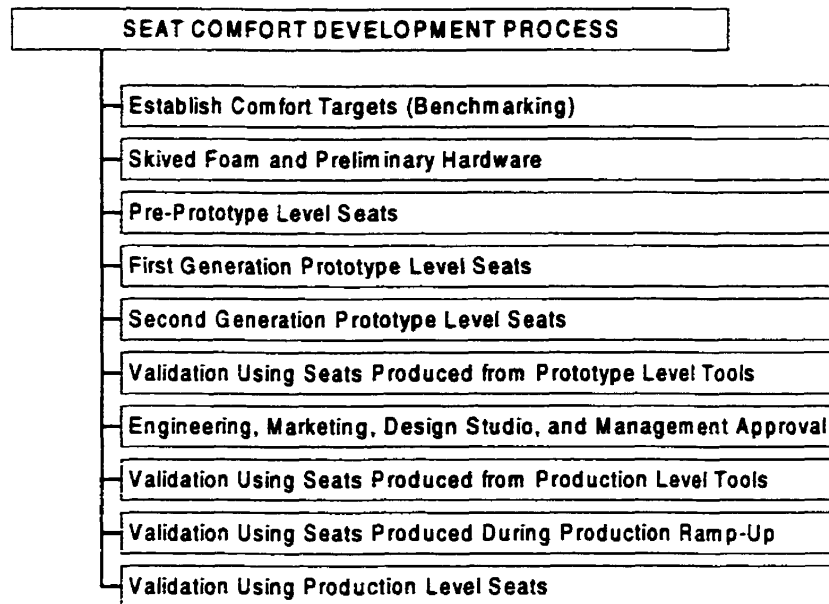 SEAT COMFORT DEVELOPMENT PROCESS
Establish Comfort Targets (Benchmarking)
Skived Foam and Preliminary Hardware
Pre-Prototype Level Seats
First Generation Prototype Level Seats
Second Generation Prototype Level Seats
Validation Using Seats Produced from Prototype Level Tools
Engineering, Marketing, Design Studio, and Management Approval
Validation Using Seats Produced from Production Level Tools
Validation Using Seats Produced During Production Ramp-Up
Validation Using Production Level Seats